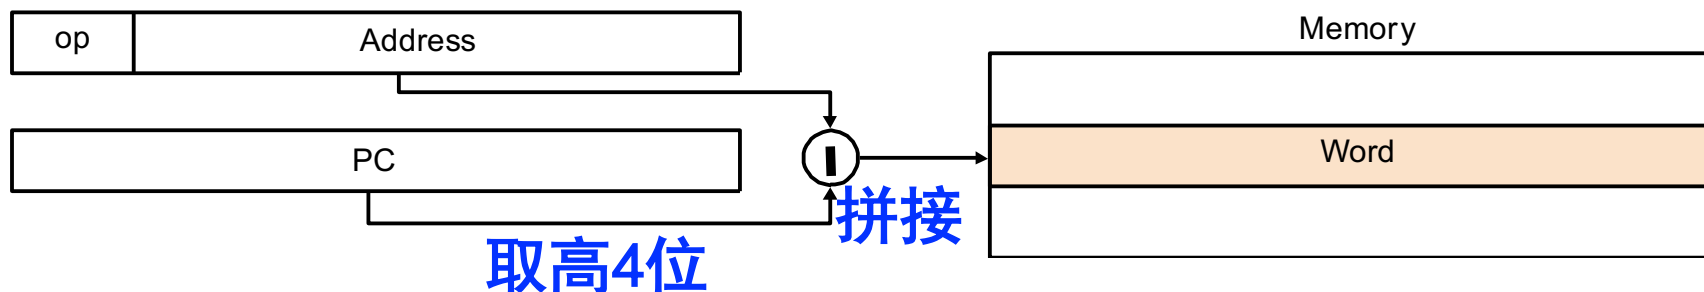 op
Address
Memory
PC
Word
拼接
取高4位